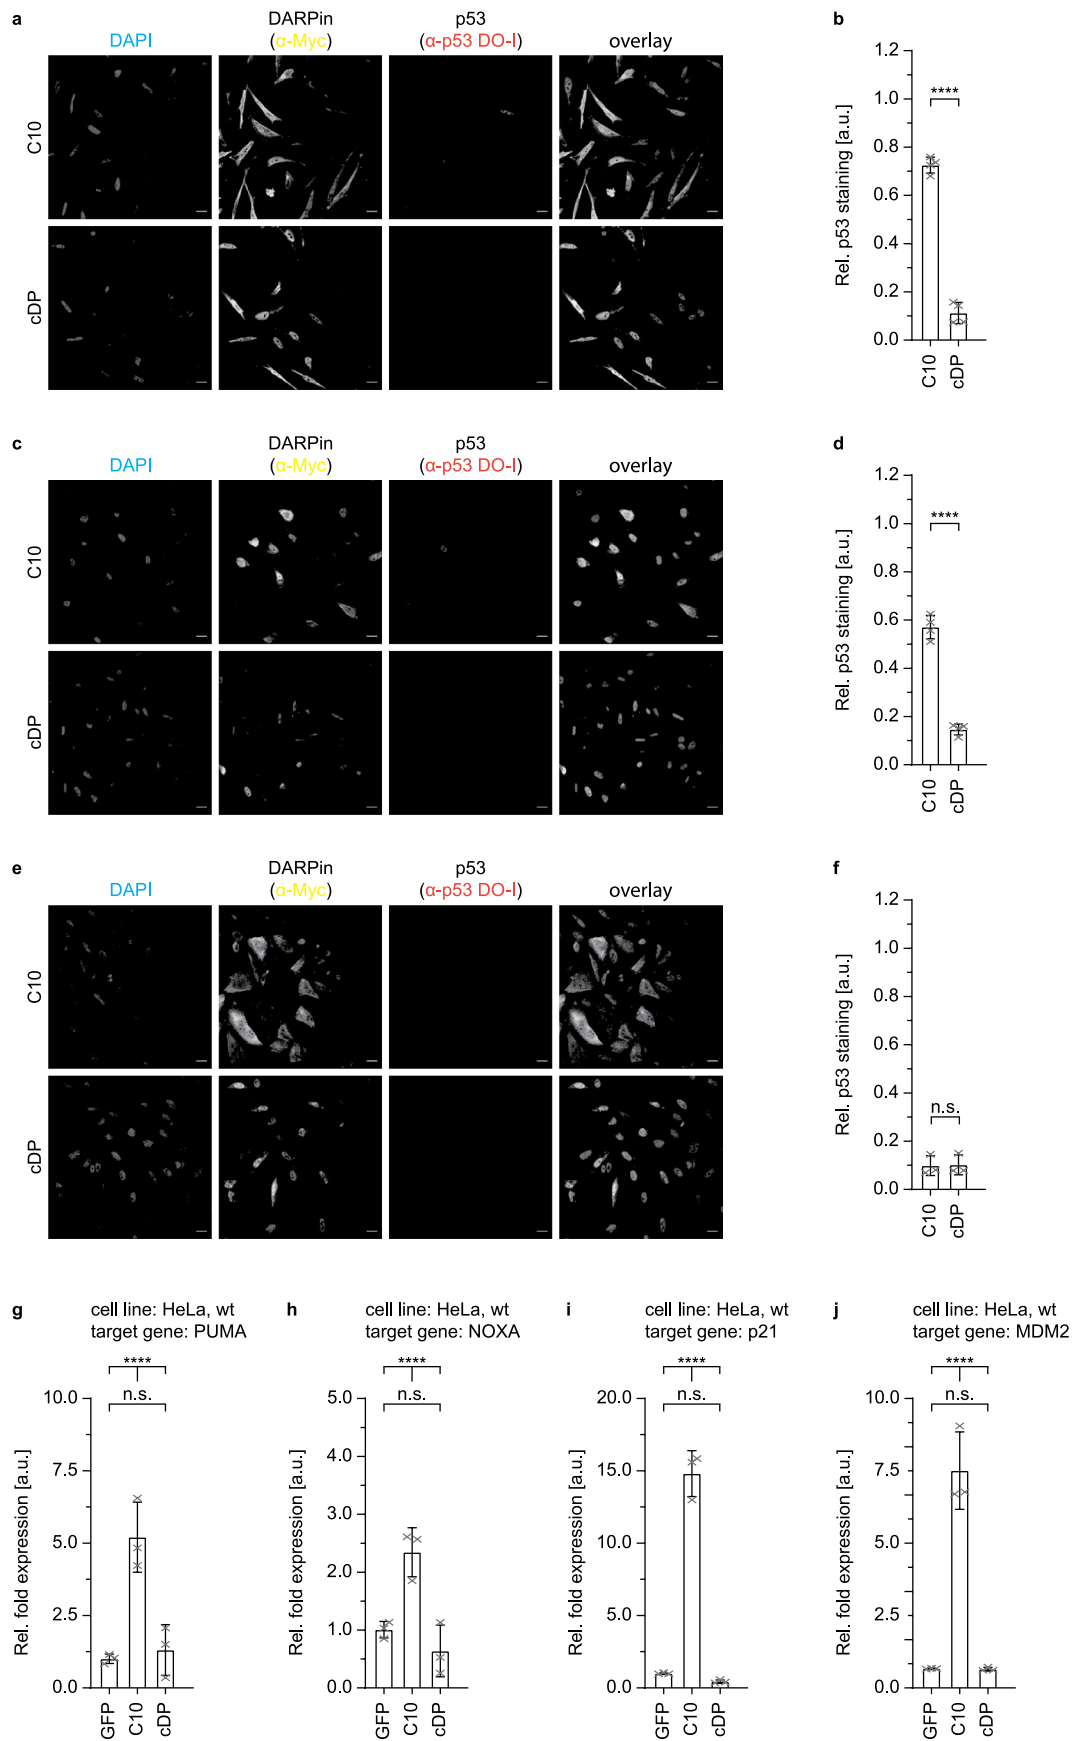 a
DAPI
DARPin
(α-Myc)
p53
(α-p53 DO-I)
overlay
C10
cDP
b
Rel. p53 staining [a.u.]
1.2
1.0
0.8
0.6
0.4
0.2
0.0
****
C10
cDP
c
DAPI
DARPin
(α-Myc)
p53
(α-p53 DO-I)
overlay
C10
cDP
d
Rel. p53 staining [a.u.]
1.2
1.0
0.8
0.6
0.4
0.2
0.0
****
C10
cDP
e
DAPI
DARPin
(α-Myc)
p53
(α-p53 DO-I)
overlay
C10
cDP
f
Rel. p53 staining [a.u.]
1.2
1.0
0.8
0.6
0.4
0.2
0.0
n.s.
C10
cDP
g
cell line: HeLa, wt
target gene: PUMA
****
n.s.
Rel. fold expression [a.u.]
10.0
7.5
5.0
2.5
0.0
GFP
C10
cDP
h
cell line: HeLa, wt
target gene: NOXA
****
n.s.
Rel. fold expression [a.u.]
5.0
4.0
3.0
2.0
1.0
0.0
GFP
C10
cDP
i
cell line: HeLa, wt
target gene: p21
****
n.s.
Rel. fold expression [a.u.]
20.0
15.0
10.0
5.0
0.0
GFP
C10
cDP
j
cell line: HeLa, wt
target gene: MDM2
****
n.s.
Rel. fold expression [a.u.]
10.0
7.5
5.0
2.5
0.0
GFP
C10
cDP